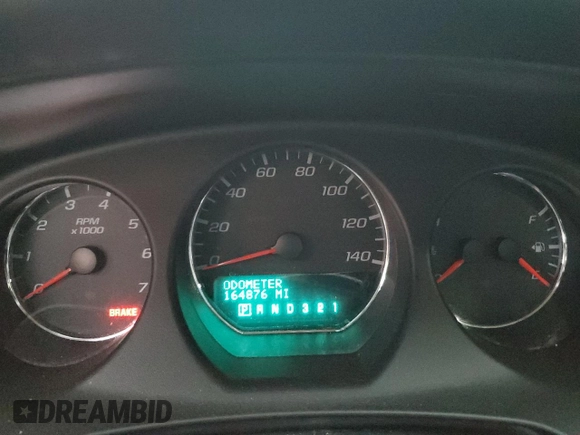 0 1 2 3 4 5 6 7
RPM
x1000
BRAKE
0 20 40 60 80 100 120 140
ODOMETER
164876 MI
P R N D 3 2 1
F
E
DREAMBID